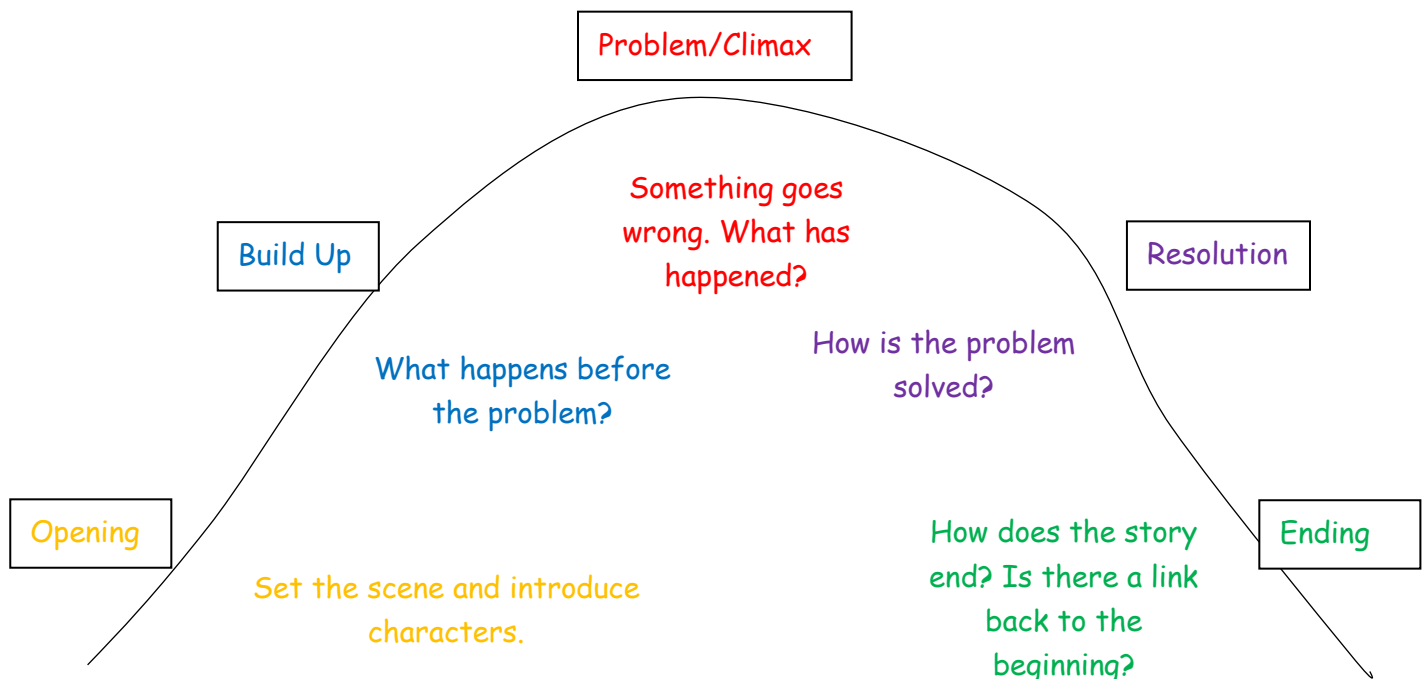 Problem/Climax
Something goes
wrong. What has
happened?
Build Up
Resolution
What happens before
the problem?
How is the problem
solved?
Opening
Set the scene and introduce
characters.
How does the story
end? Is there a link
back to the
beginning?
Ending